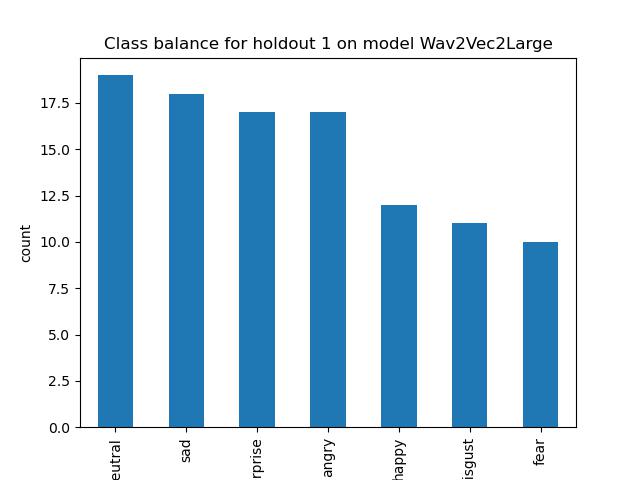 Class balance for holdout 1 on model Wav2Vec2Large
count
17.5
15.0
12.5
10.0
7.5
5.0
2.5
0.0
eutral
sad
rprise
angry
happy
isgust
fear